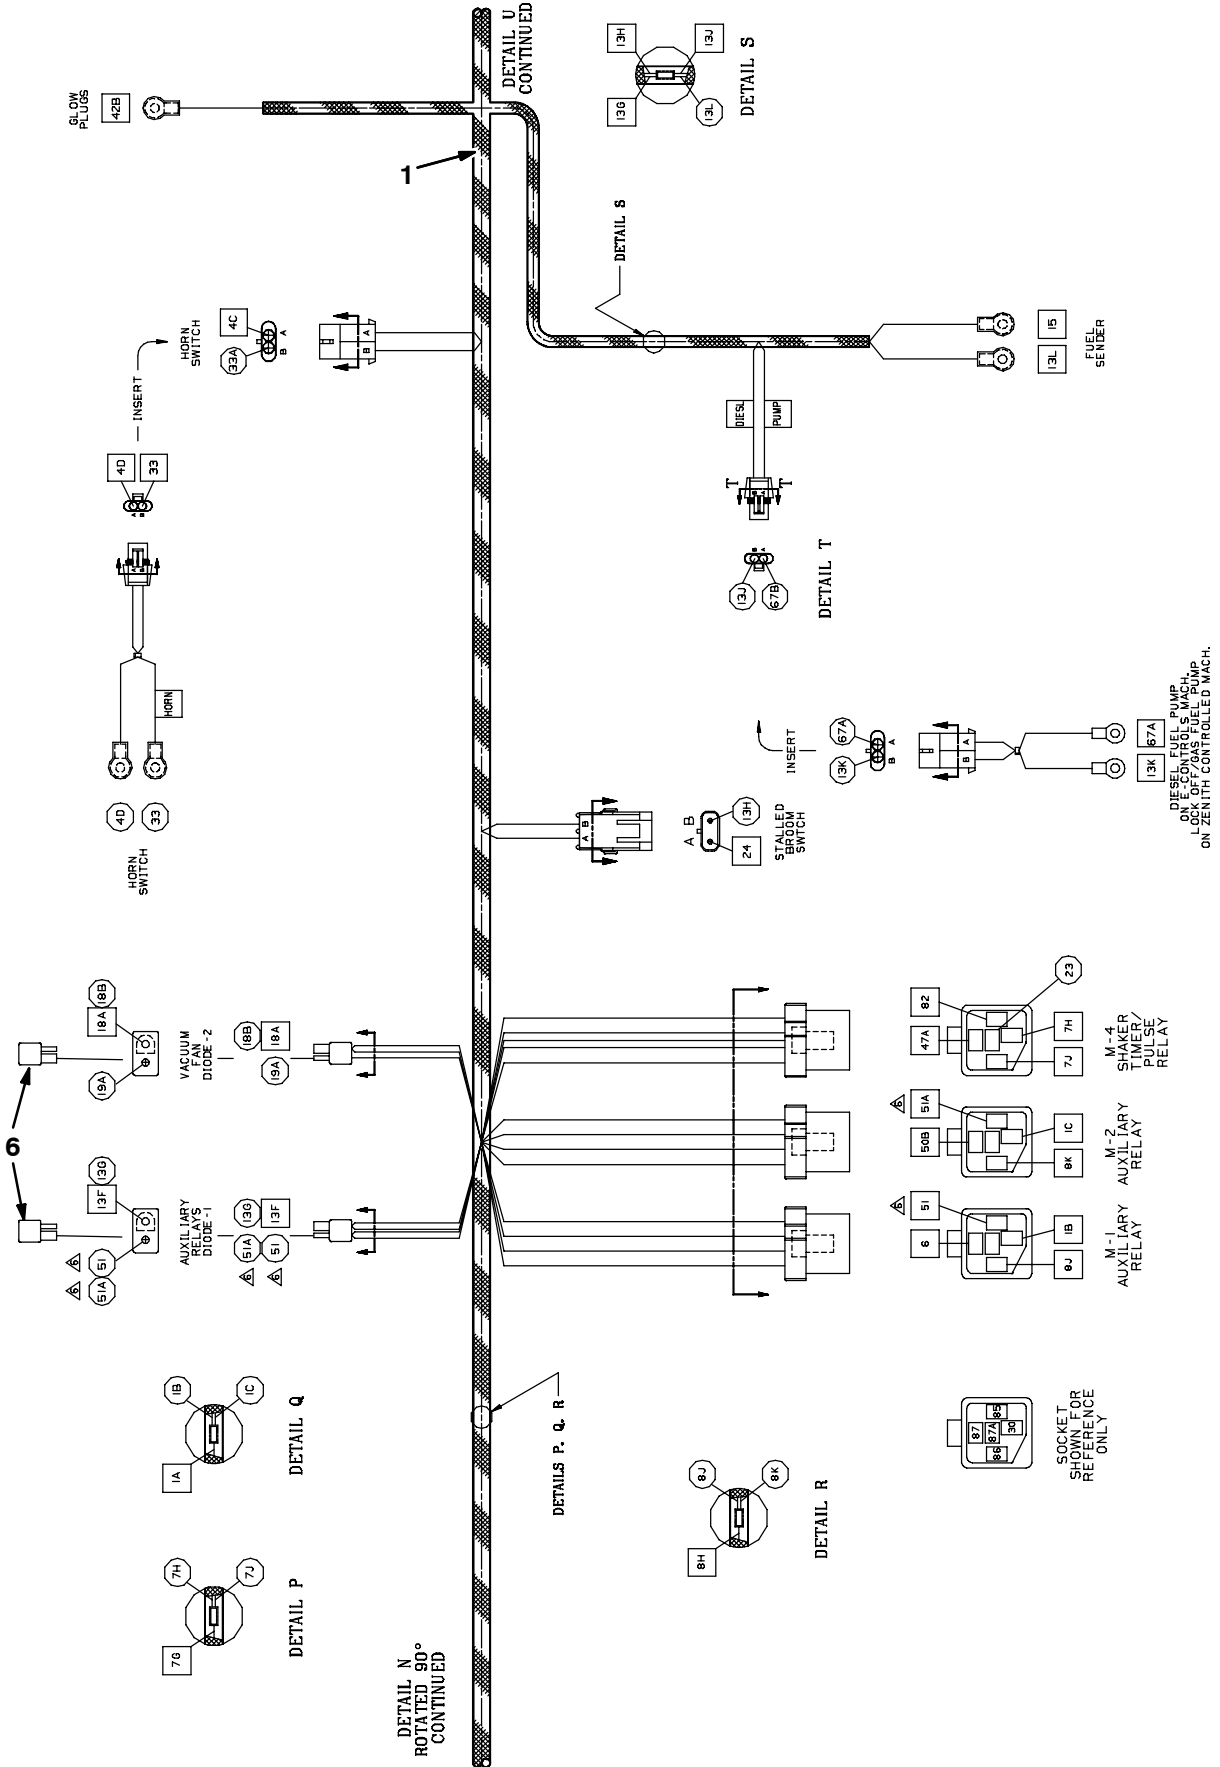 GLOW
PLUGS
42B
DETAIL U
CONTINUED
1
13H
13J
13G
13L
DETAIL S
DETAIL S
HORN
SWITCH
4C
33A
A
B
A
B
INSERT
4D
33
A
B
A
B
HORN
4D
33
HORN
SWITCH
15
13L
FUEL
SENDER
DIESL
PUMP
T
T
A
B
B
A
13J
67B
DETAIL T
INSERT
67A
13K
A
B
A
B
67A
13K
DIESEL FUEL PUMP
ON E-CONTROLS MACH.
LOCK OFF/GAS FUEL PUMP
ON ZENITH CONTROLLED MACH.
A
B
A
B
13H
24
STALLED
BROOM
SWTCH
6
18B
18A
19A
VACUUM
FAN
DIODE-2
18B
18A
19A
13G
13F
51
51A
6
6
AUXILIARY
RELAYS
DIODE-1
13G
13F
51A
51
6
6
82
47A
23
7H
7J
M-4
SHAKER
TIMER/
PULSE
RELAY
6
51A
50B
1C
8K
M-2
AUXILIARY
RELAY
6
51
6
1B
8J
M-1
AUXILIARY
RELAY
1B
1C
1A
DETAIL Q
DETAILS P, Q, R
7H
7J
7G
DETAIL P
8J
8K
8H
DETAIL R
87
87A
85
86
30
SOCKET
SHOWN FOR
REFERENCE
ONLY
DETAIL N
ROTATED 90°
CONTINUED